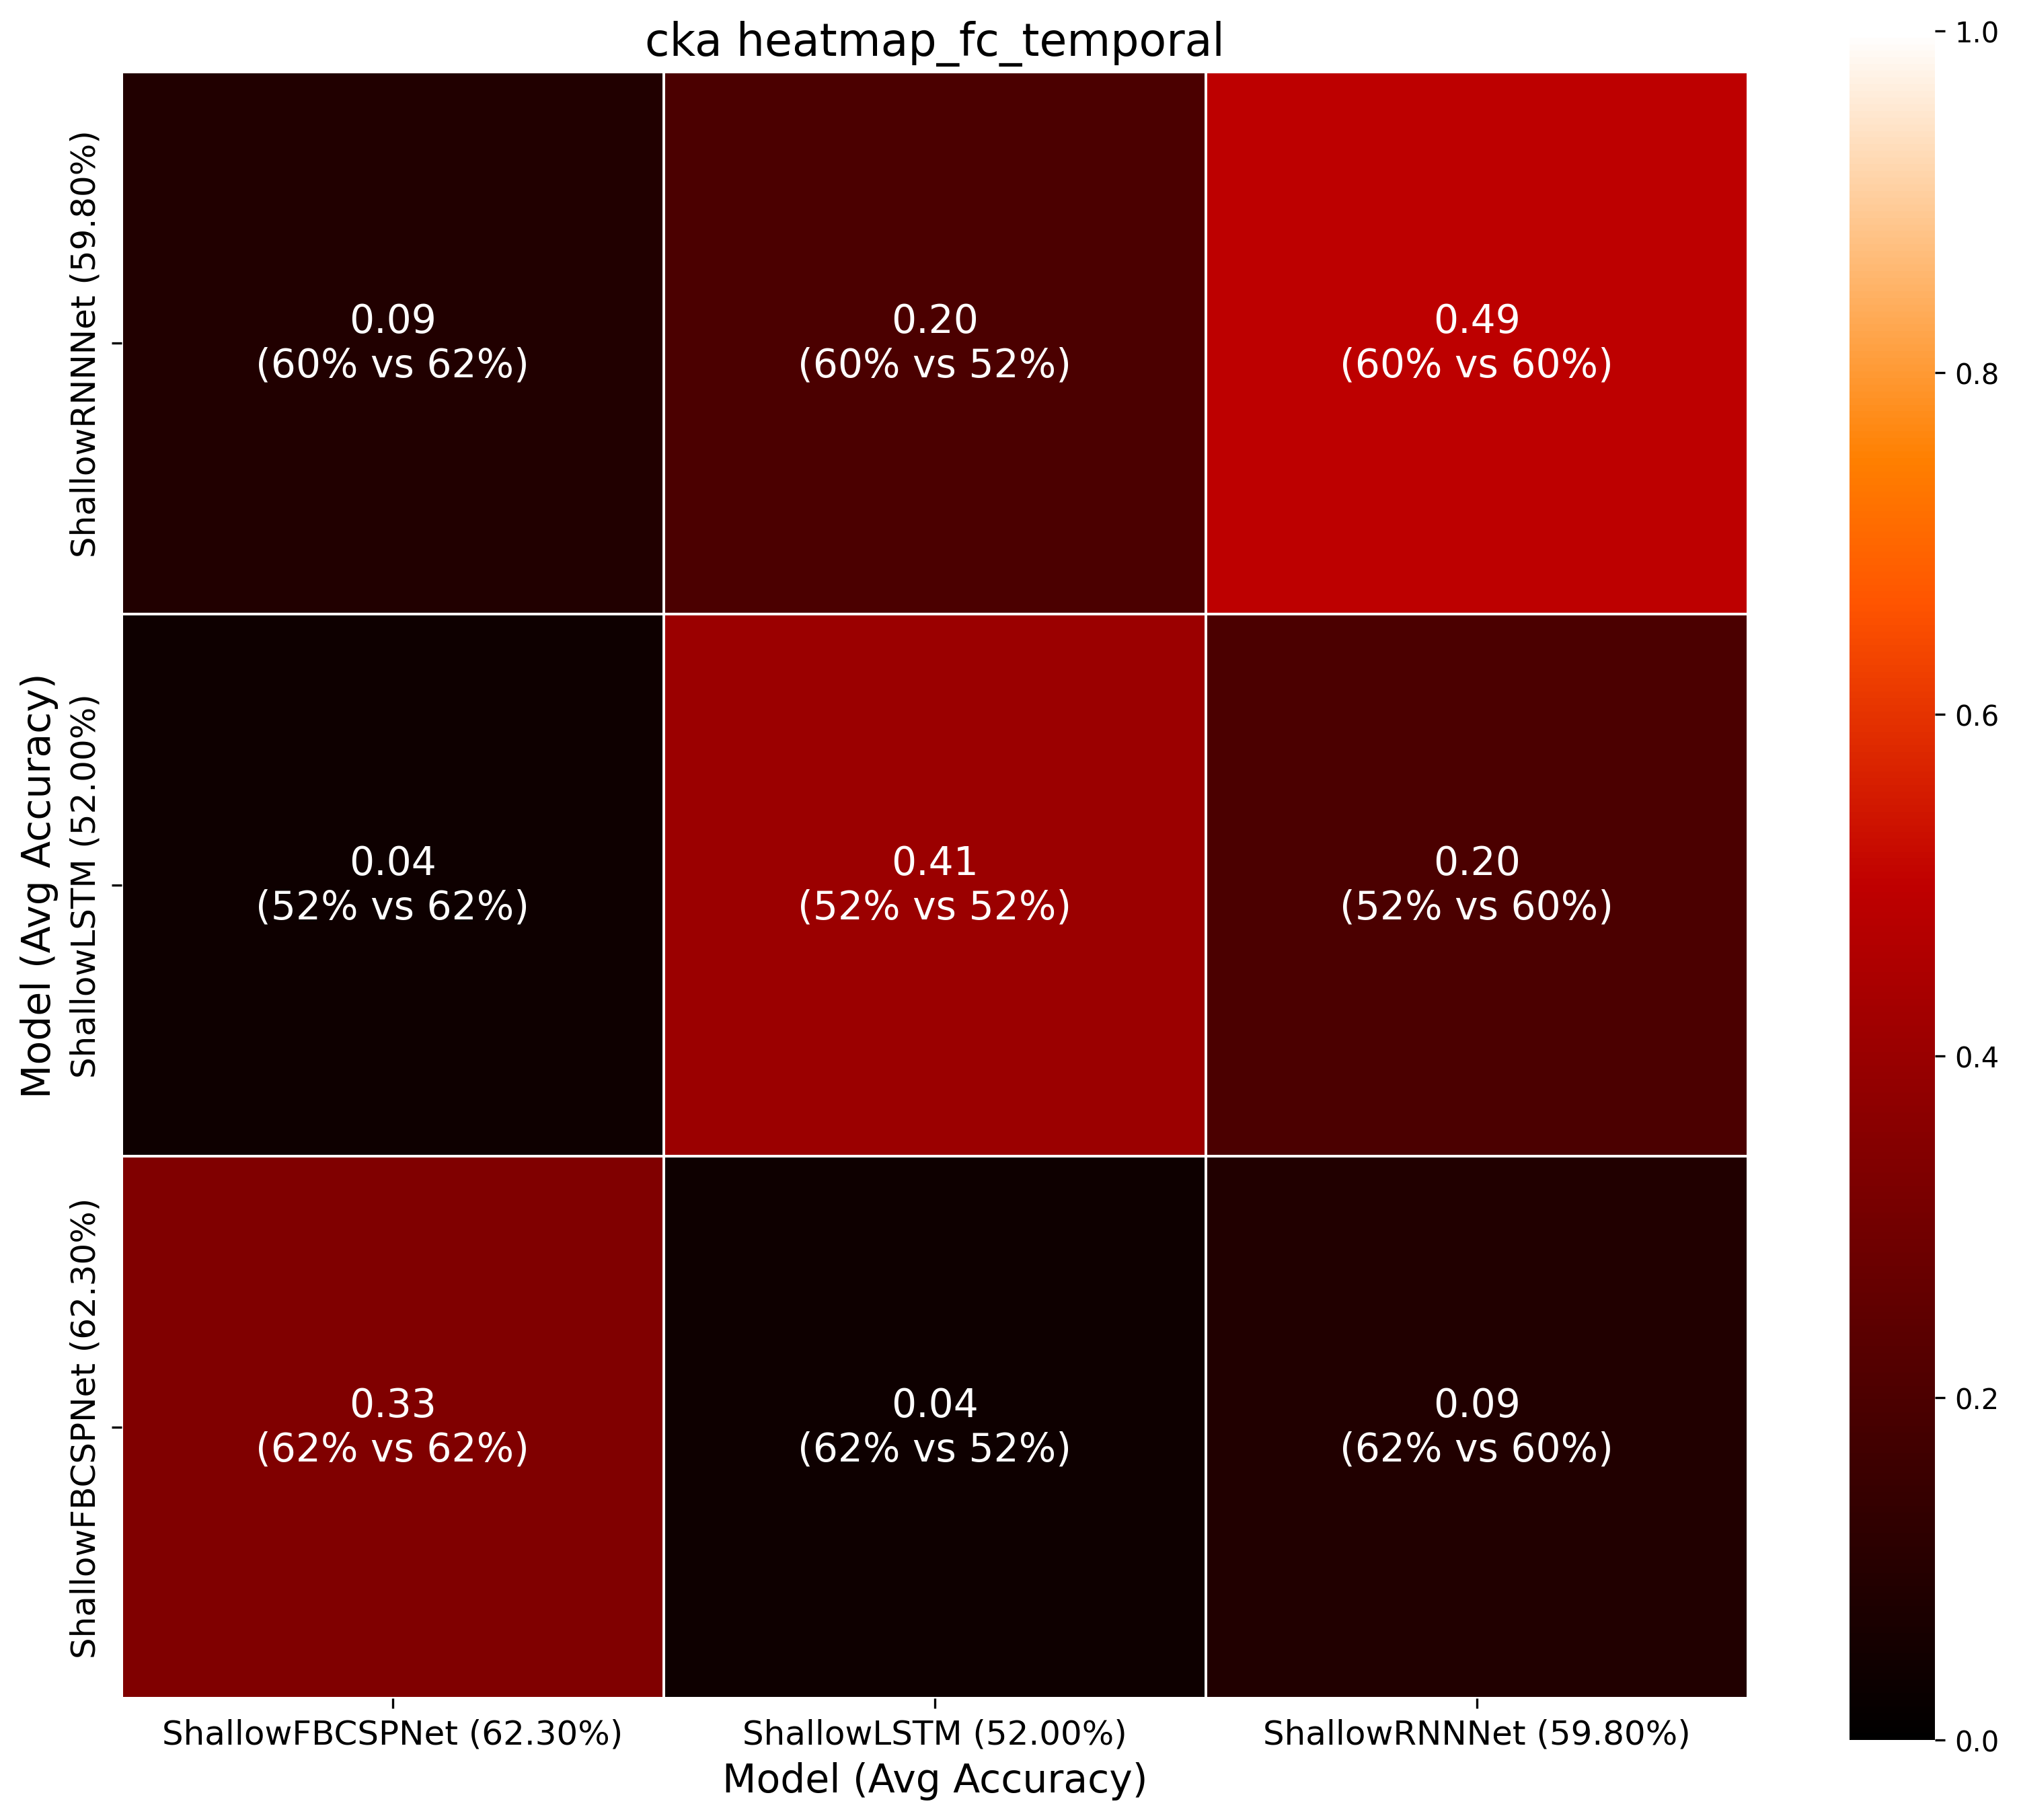 cka heatmap_fc_temporal
Model (Avg Accuracy)
ShallowRNNNet (59.80%)
ShallowLSTM (52.00%)
ShallowFBCSPNet (62.30%)
0.09
(60% vs 62%)
0.20
(60% vs 52%)
0.49
(60% vs 60%)
0.04
(52% vs 62%)
0.41
(52% vs 52%)
0.20
(52% vs 60%)
0.33
(62% vs 62%)
0.04
(62% vs 52%)
0.09
(62% vs 60%)
ShallowFBCSPNet (62.30%)
ShallowLSTM (52.00%)
ShallowRNNNet (59.80%)
Model (Avg Accuracy)
1.0
0.8
0.6
0.4
0.2
0.0